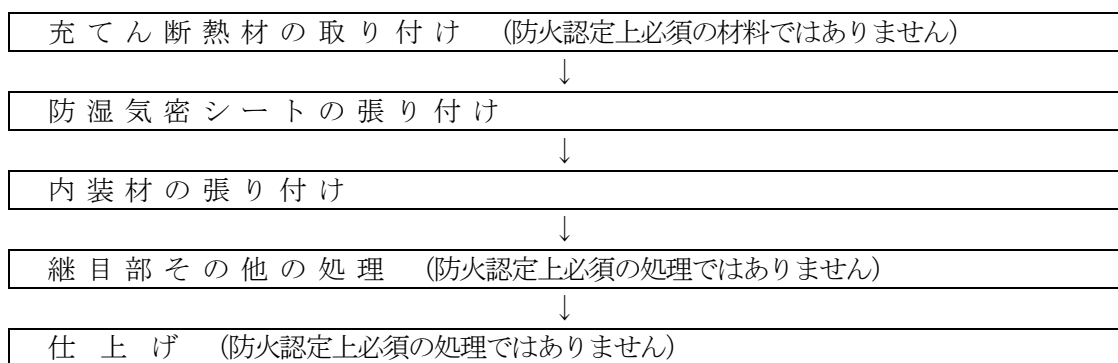 充てん断熱材の取り付け (防火認定上必須の材料ではありません)
↓
防湿気密シートの張り付け
↓
内装材の張り付け
↓
継目部その他の処理 (防火認定上必須の処理ではありません)
↓
仕上げ (防火認定上必須の処理ではありません)